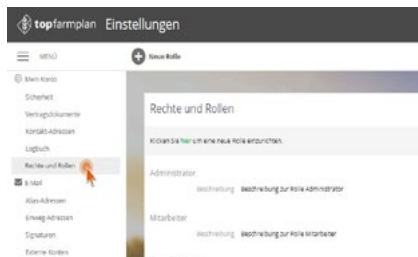 topfarmplan Einstellungen
MENÜ
Neue Rolle
Mein Konto
Sicherheit
Vertragsdokumente
Kontakt-Adressen
Logbuch
Rechte und Rollen
E-Mail
Alias-Adressen
Einweg-Adressen
Signaturen
Externe Konten
Rechte und Rollen
Klicken Sie hier um eine neue Rolle einzurichten.
Administrator
Beschreibung Beschreibung zur Rolle Administrator
Mitarbeiter
Beschreibung Beschreibung zur Rolle Mitarbeiter